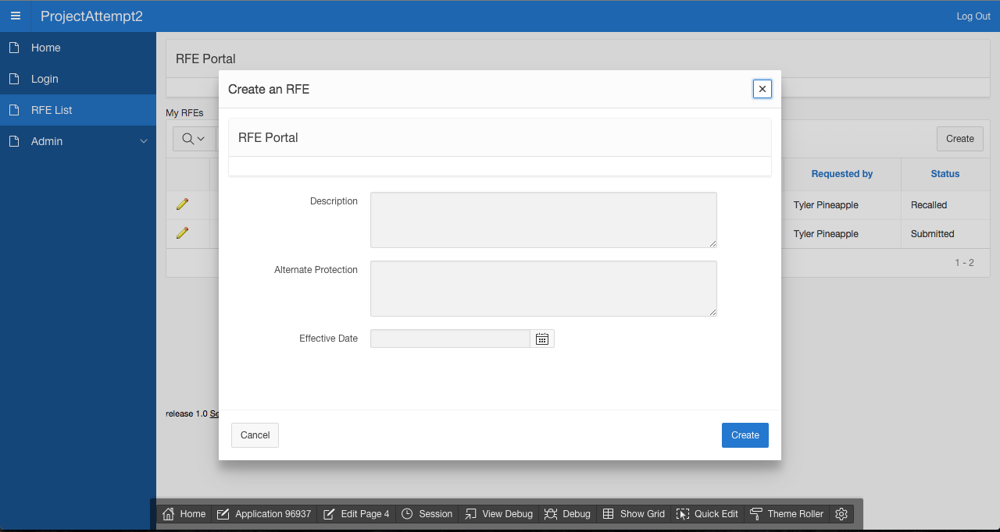 ProjectAttempt2
Log Out
Home
Login
RFE List
Admin
RFE Portal
My RFEs
Create
Requested by
Status
Tyler Pineapple
Recalled
Tyler Pineapple
Submitted
1 - 2
Create an RFE
RFE Portal
Description
Alternate Protection
Effective Date
release 1.0 Se
Cancel
Create
Home
Application 96937
Edit Page 4
Session
View Debug
Debug
Show Grid
Quick Edit
Theme Roller